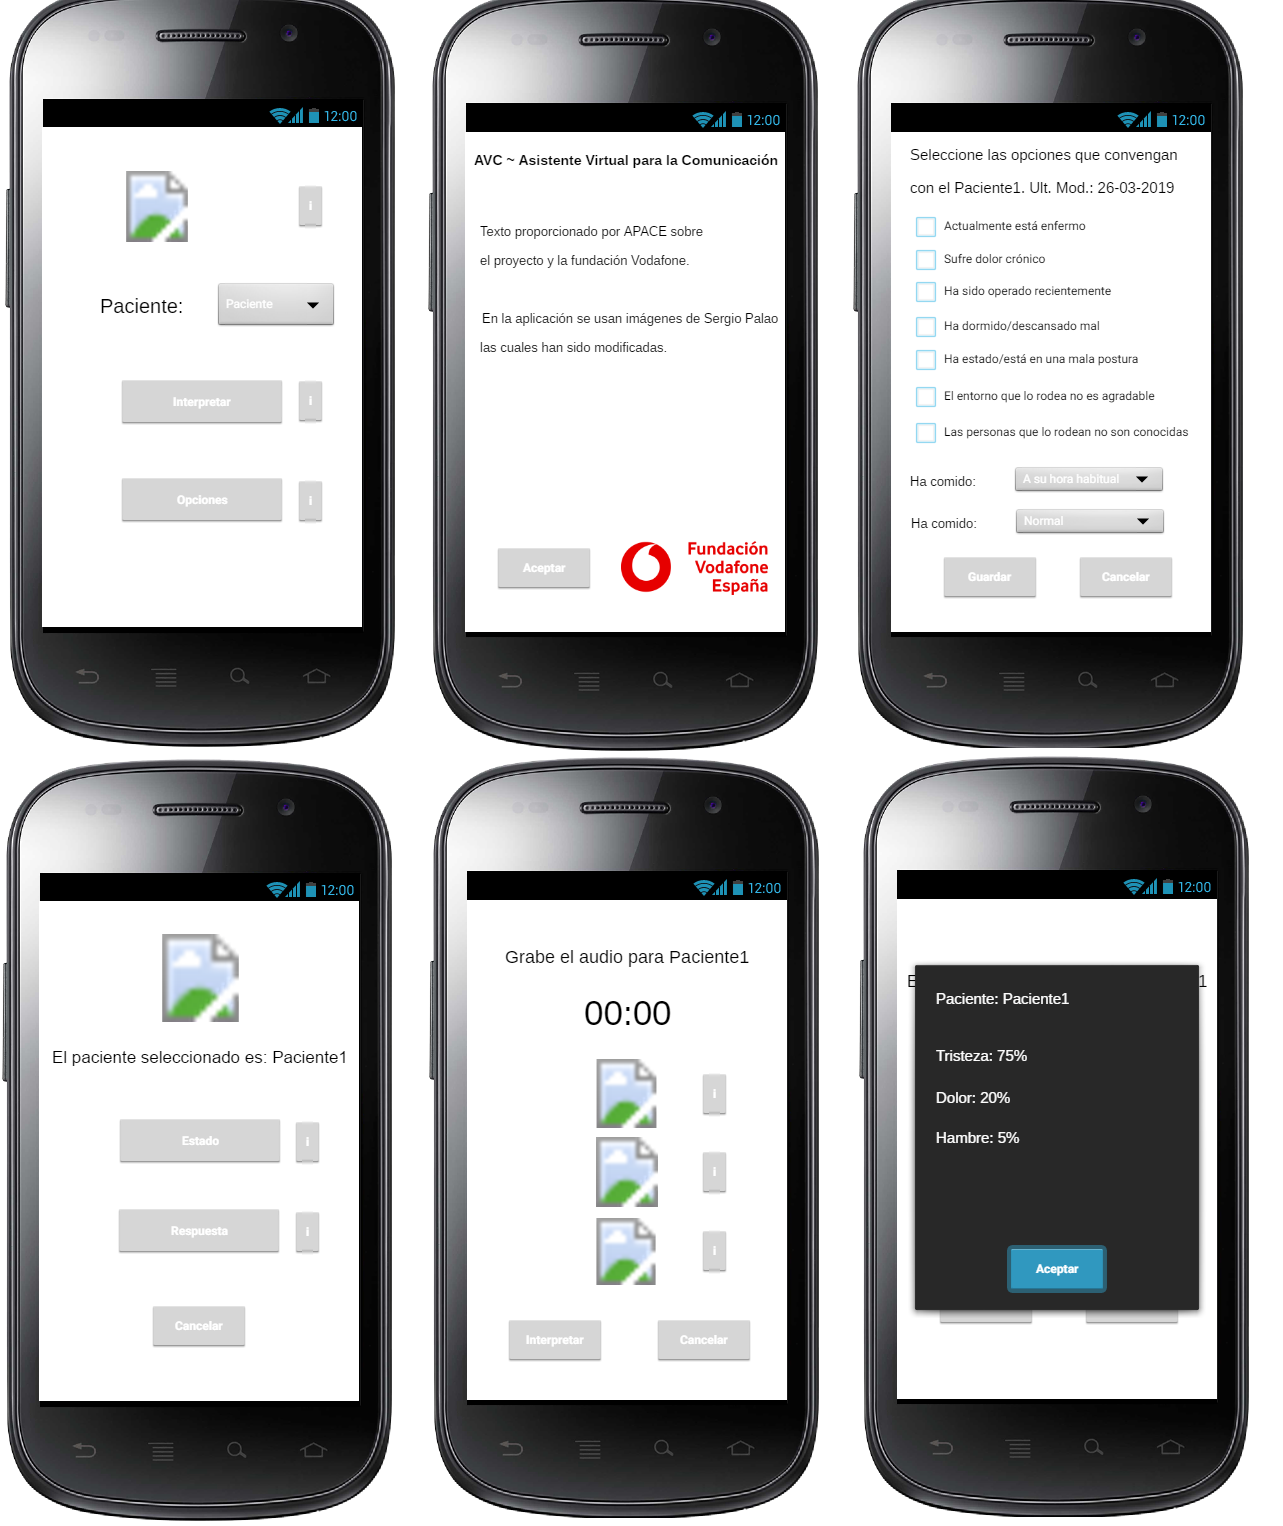 12:00
i
Paciente:
Paciente
Interpretar
i
Opciones
i
12:00
AVC ~ Asistente Virtual para la Comunicación
Texto proporcionado por APACE sobre
el proyecto y la fundación Vodafone.
En la aplicación se usan imágenes de Sergio Palao
las cuales han sido modificadas.
Aceptar
Fundación
Vodafone
España
12:00
Seleccione las opciones que convengan
con el Paciente1. Ult. Mod.: 26-03-2019
Actualmente está enfermo
Sufre dolor crónico
Ha sido operado recientemente
Ha dormido/descansado mal
Ha estado/está en una mala postura
El entorno que lo rodea no es agradable
Las personas que lo rodean no son conocidas
Ha comido:
A su hora habitual
Ha comido:
Normal
Guardar
Cancelar
12:00
El paciente seleccionado es: Paciente1
Estado
i
Respuesta
i
Cancelar
12:00
Grabe el audio para Paciente1
00:00
i
i
i
Interpretar
Cancelar
12:00
E
1
Paciente: Paciente1
Tristeza: 75%
Dolor: 20%
Hambre: 5%
Aceptar